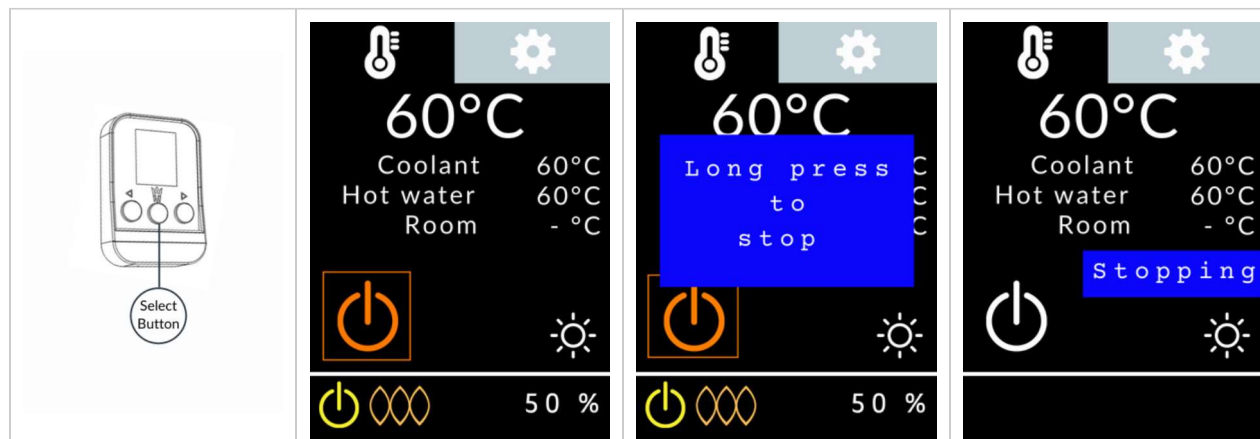 Select
Button
60°C
Coolant 60°C
Hot water 60°C
Room - °C
50 %
60°C
Long press
to
stop
C
C
C
50 %
60°C
Coolant 60°C
Hot water 60°C
Room - °C
Stopping